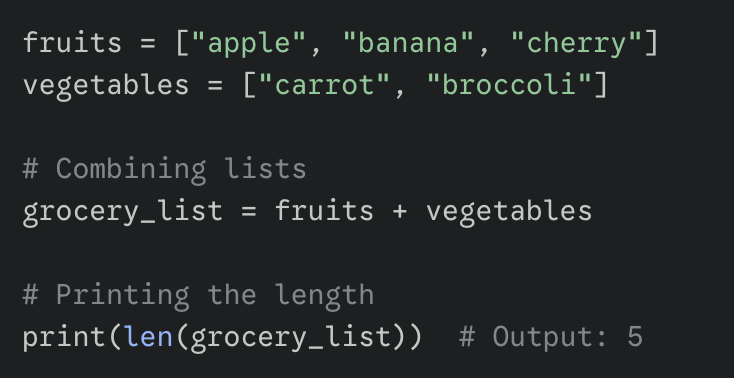 fruits = ["apple", "banana", "cherry"]
vegetables = ["carrot", "broccoli"]
# Combining lists
grocery_list = fruits + vegetables
# Printing the length
print(len(grocery_list))  # Output: 5